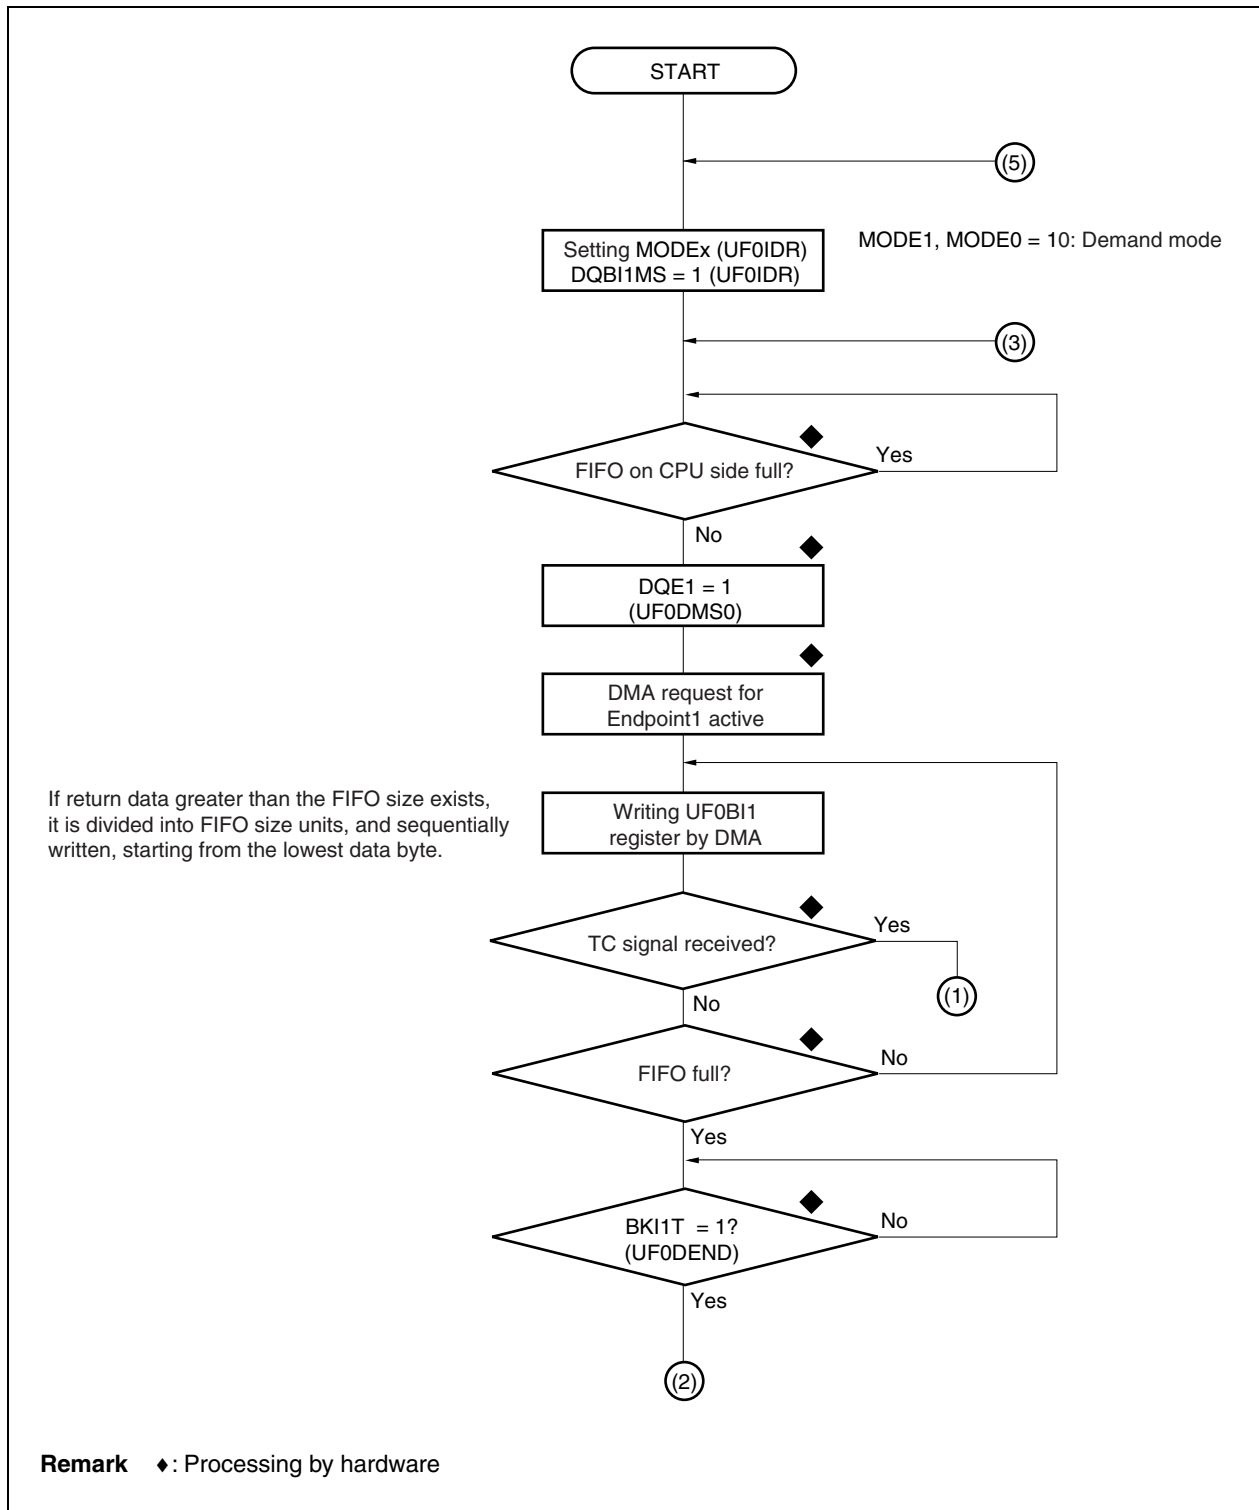 START
(5)
Setting MODEx (UF0IDR)
DQBI1MS = 1 (UF0IDR)
MODE1, MODE0 = 10: Demand mode
(3)
FIFO on CPU side full?
Yes
No
DQE1 = 1
(UF0DMS0)
DMA request for
Endpoint1 active
If return data greater than the FIFO size exists,
it is divided into FIFO size units, and sequentially
written, starting from the lowest data byte.
Writing UF0BI1
register by DMA
TC signal received?
Yes
(1)
No
FIFO full?
No
Yes
BKI1T = 1?
(UF0DEND)
No
Yes
(2)
Remark ♦: Processing by hardware